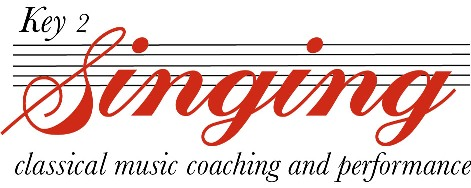 Key 2
Singing
classical music coaching and performance